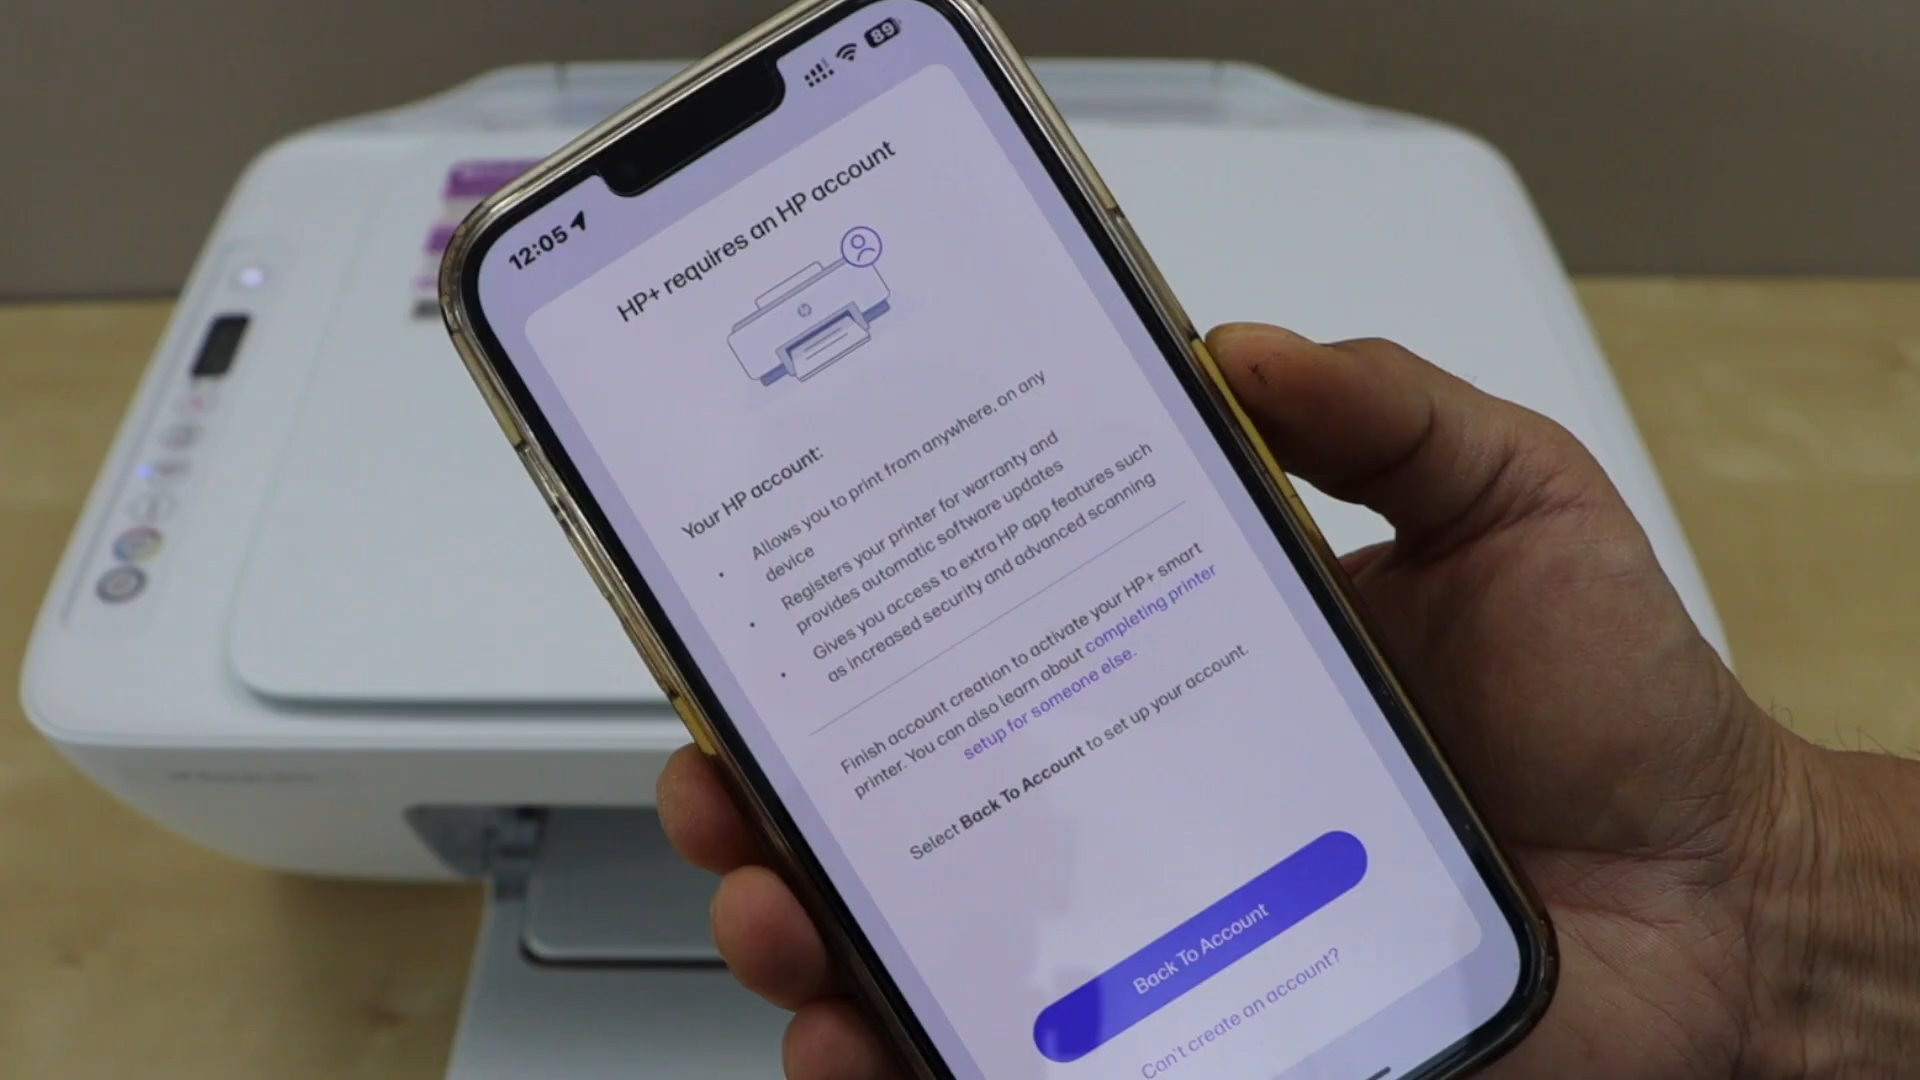 12:05
89
HP+ requires an HP account
Your HP account:
• Allows you to print from anywhere, on any
device
• Registers your printer for warranty and
provides automatic software updates
• Gives you access to extra HP app features such
as increased security and advanced scanning
Finish account creation to activate your HP+ smart
printer. You can also learn about completing printer
setup for someone else.
Select Back To Account to set up your account.
Back To Account
Can't create an account?